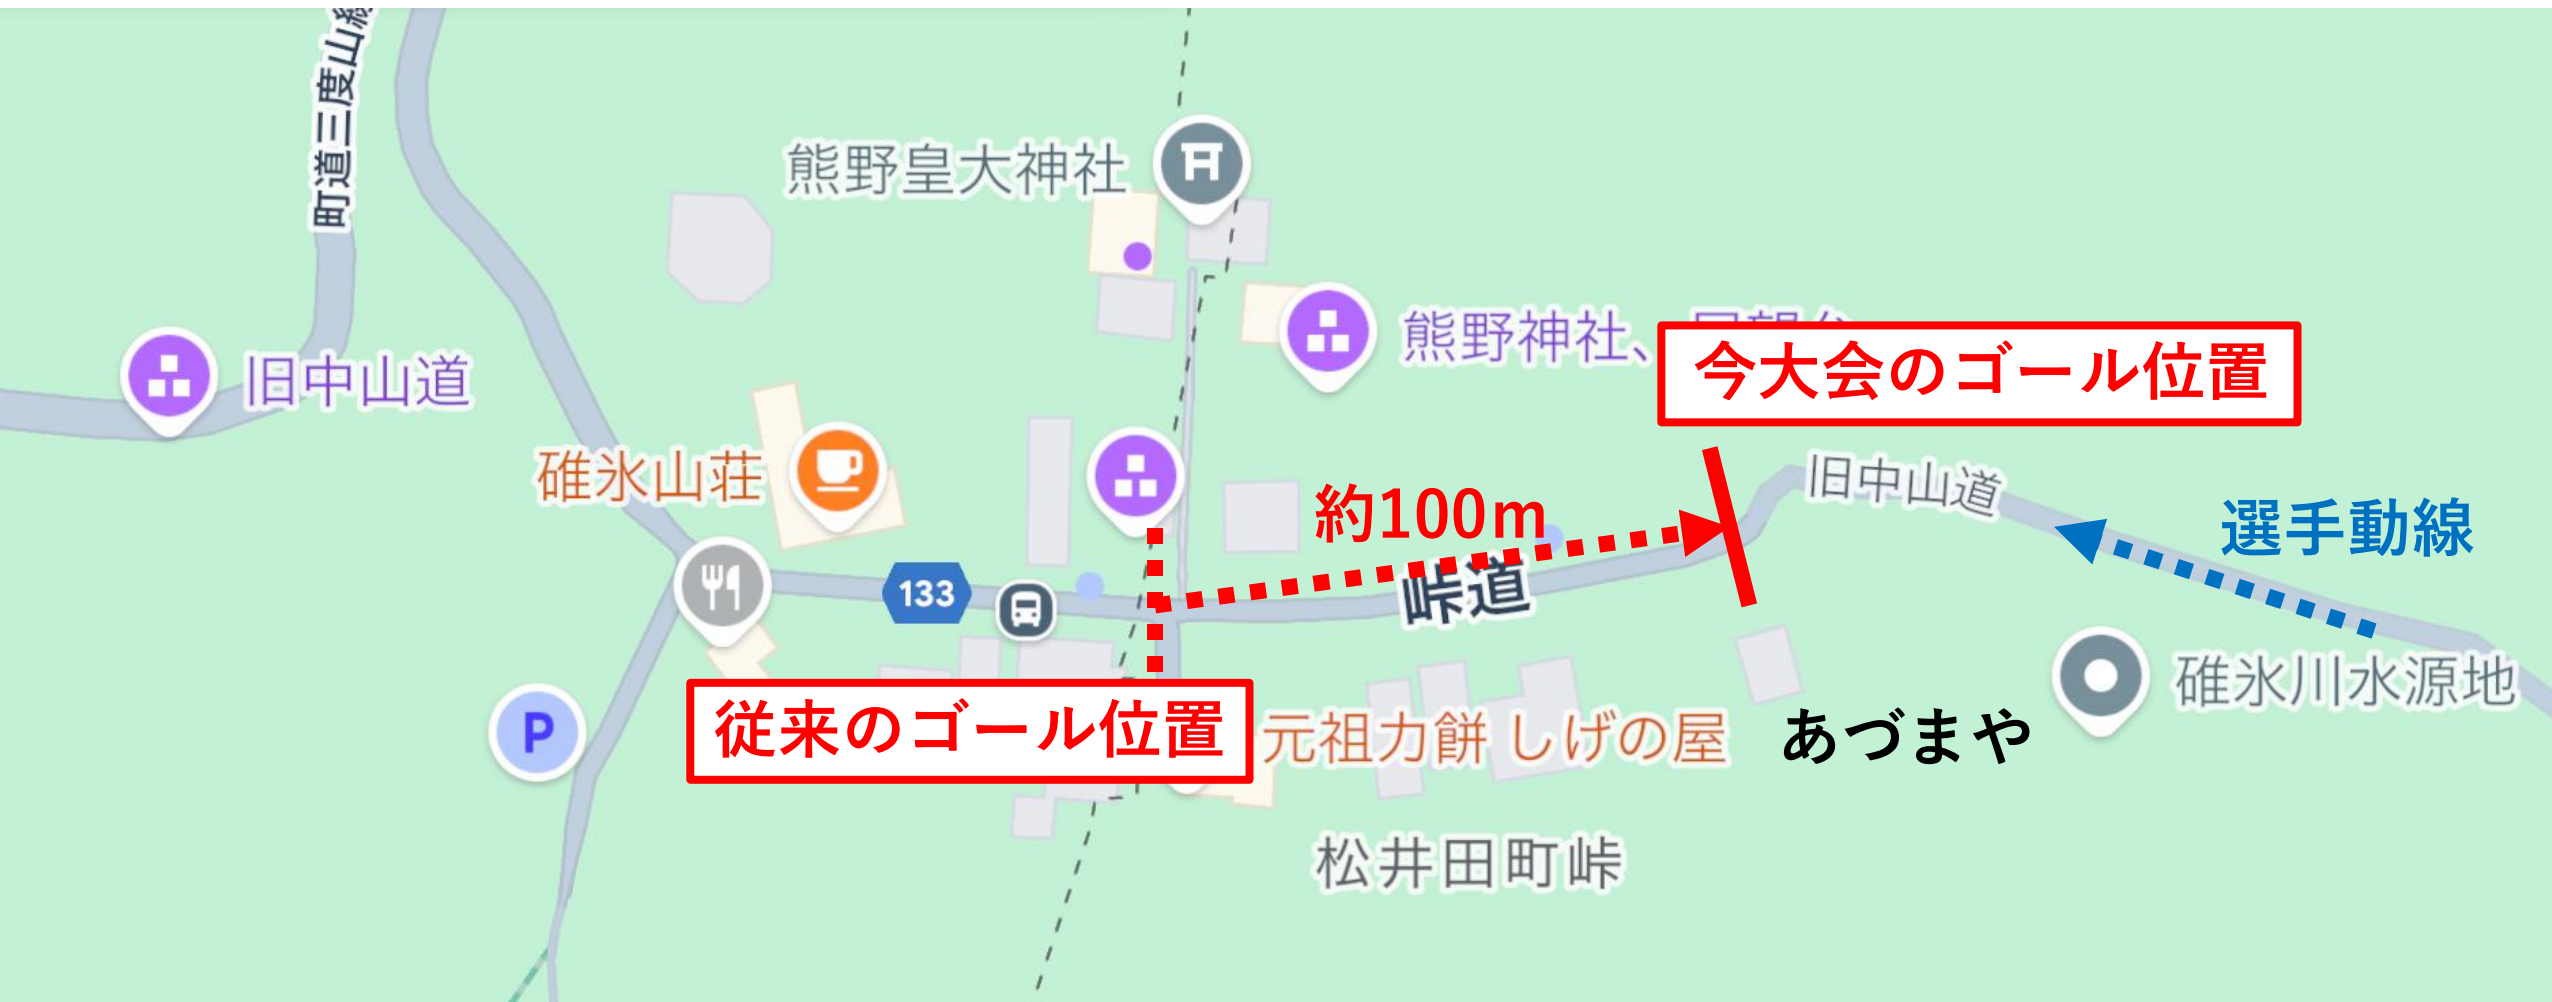 町道三度山線
熊野皇大神社
熊野神社、
今大会のゴール位置
旧中山道
碓氷山荘
旧中山道
約100m
選手動線
133
峠道
P
従来のゴール位置
元祖力餅 しげの屋
あづまや
碓氷川水源地
松井田町峠